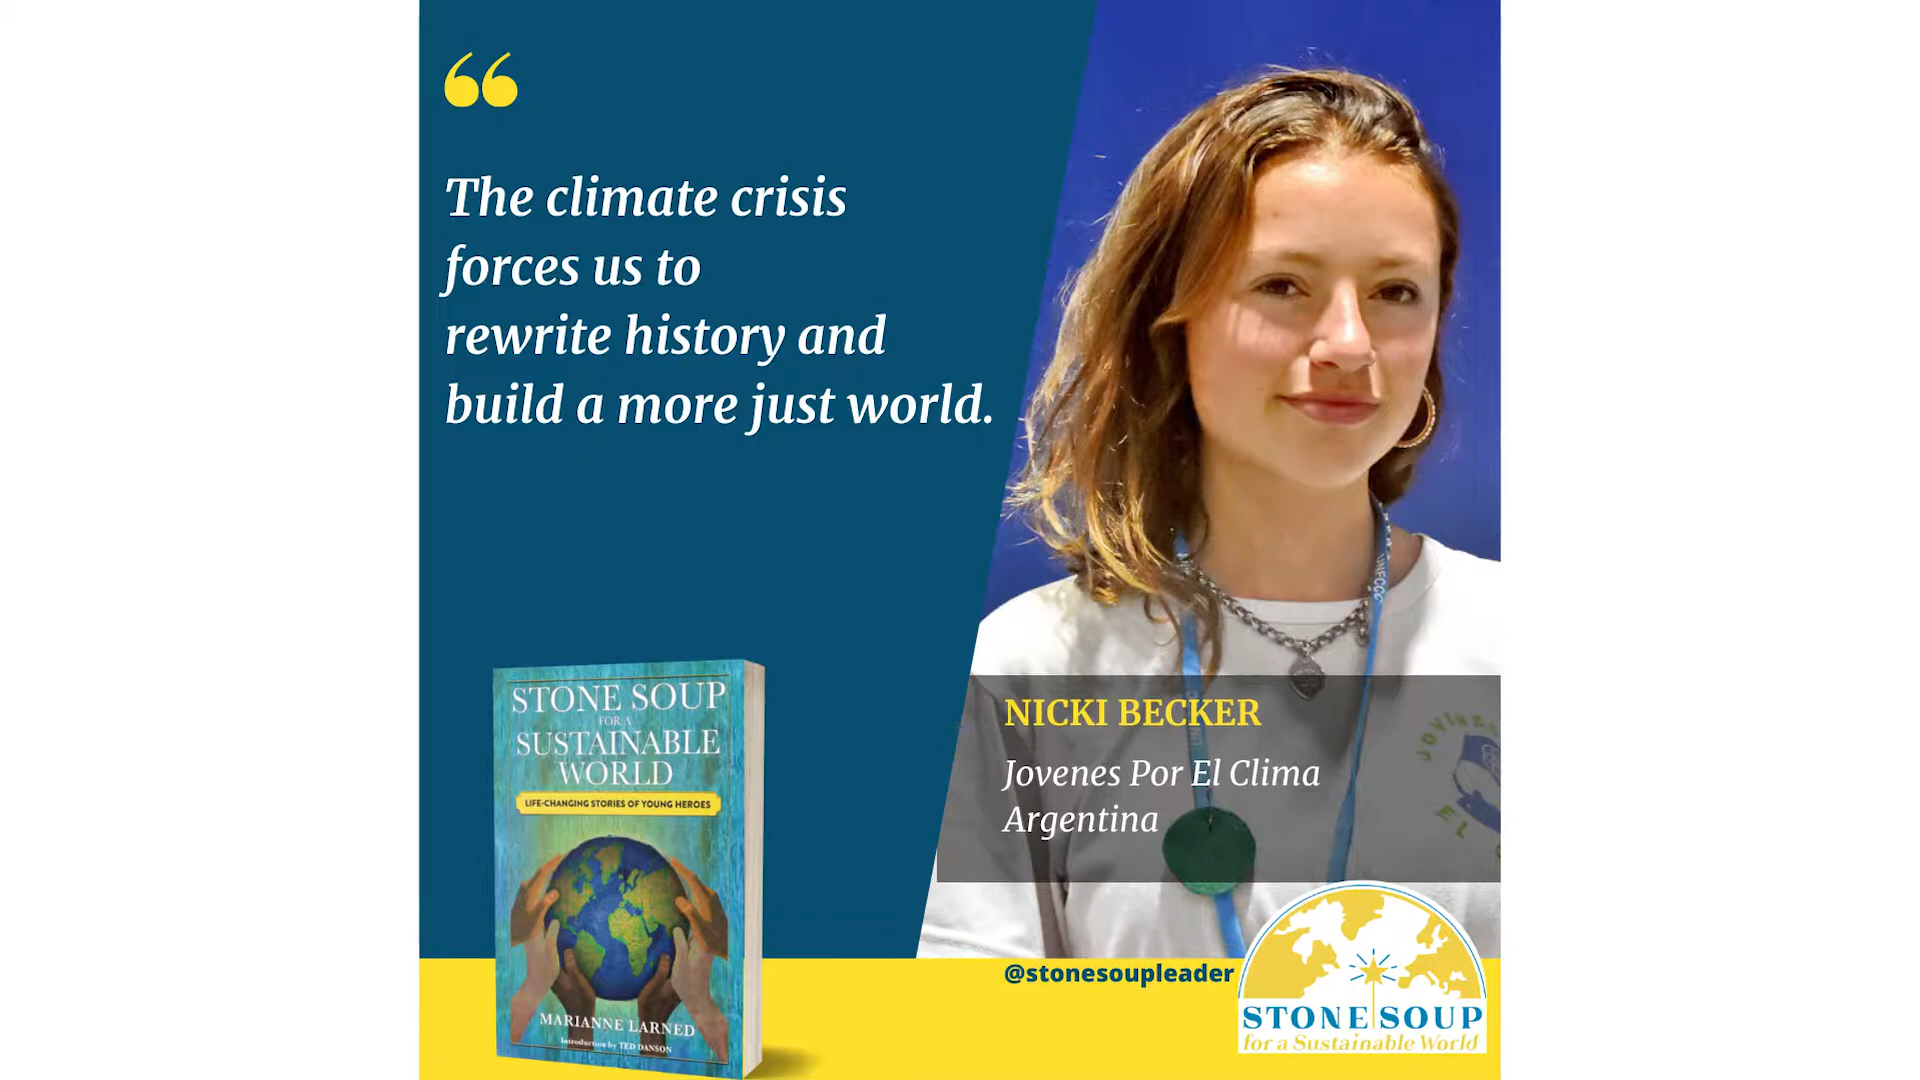 “
The climate crisis
forces us to
rewrite history and
build a more just world.
NICKI BECKER
Jovenes Por El Clima
Argentina
@stonesoupleader
STONE SOUP
FOR A
SUSTAINABLE
WORLD
LIFE-CHANGING STORIES OF YOUNG HEROES
MARIANNE LARNED
Introduction by TED DANSON
STONE SOUP
for a Sustainable World
UNFCCC